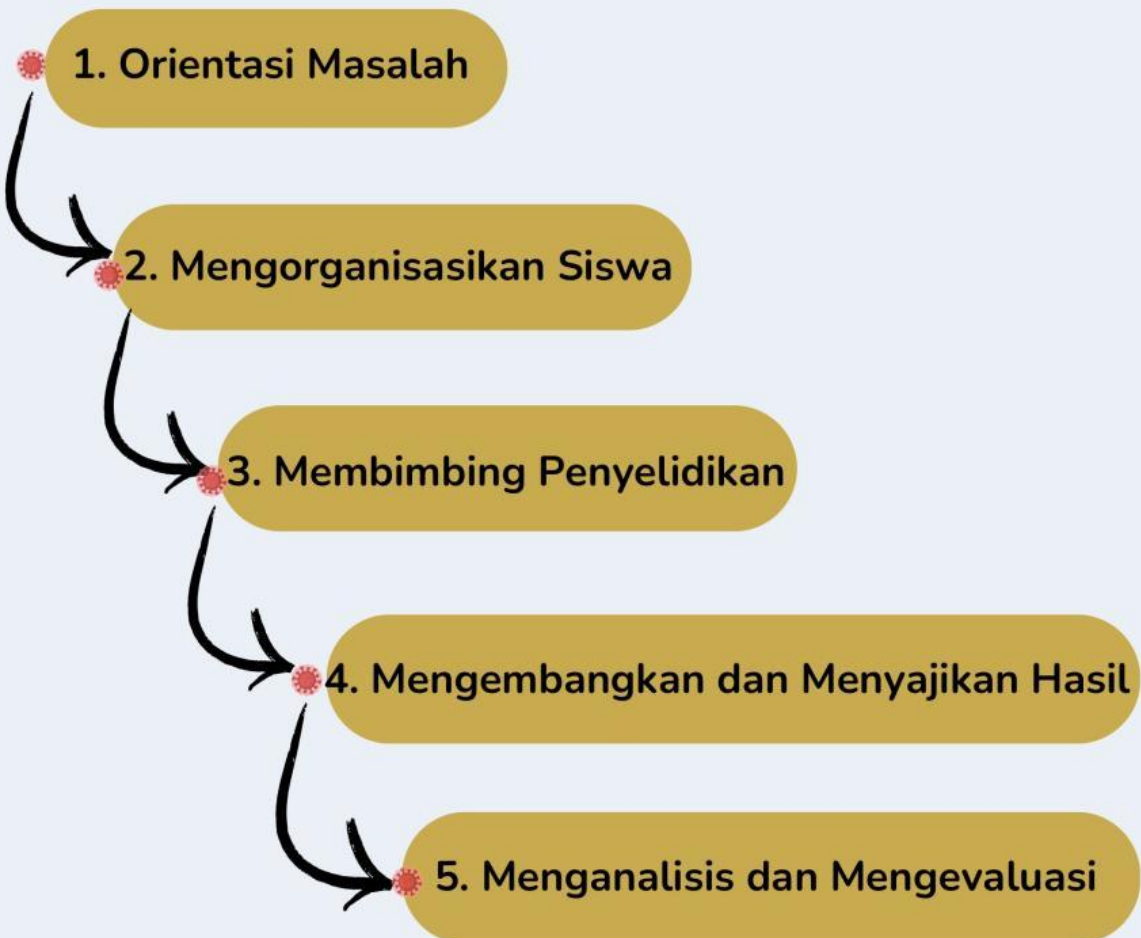 1. Orientasi Masalah
2. Mengorganisasikan Siswa
3. Membimbing Penyelidikan
4. Mengembangkan dan Menyajikan Hasil
5. Menganalisis dan Mengevaluasi